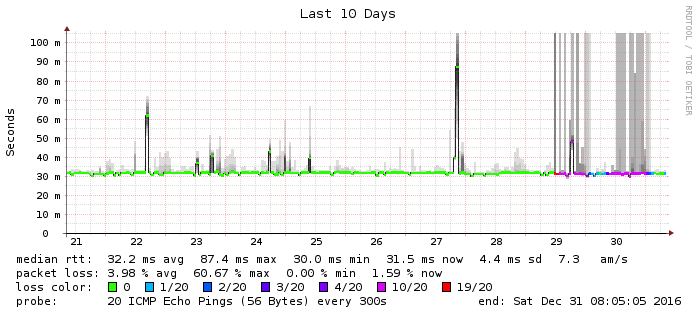 Last 10 Days
RRDTOOL / TOBI OETIKER
Seconds
100 m
90 m
80 m
70 m
60 m
50 m
40 m
30 m
20 m
10 m
0
21 22 23 24 25 26 27 28 29 30
median rtt: 32.2 ms avg 87.4 ms max 30.0 ms min 31.5 ms now 4.4 ms sd 7.3 am/s
packet loss: 3.98 % avg 60.67 % max 0.00 % min 1.59 % now
loss color: 0 1/20 2/20 3/20 4/20 10/20 19/20
probe: 20 ICMP Echo Pings (56 Bytes) every 300s end: Sat Dec 31 08:05:05 2016